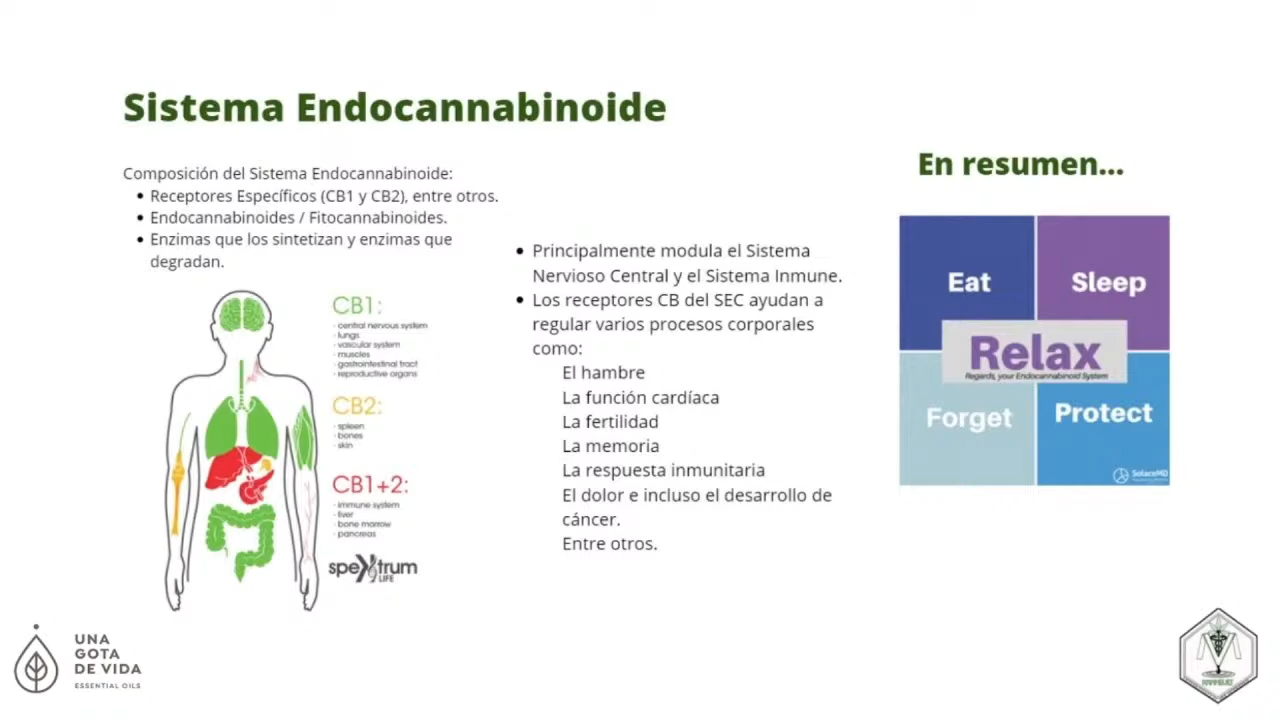 Sistema Endocannabinoide
Composición del Sistema Endocannabinoide:
• Receptores Específicos (CB1 y CB2), entre otros.
• Endocannabinoides / Fitocannabinoides.
• Enzimas que los sintetizan y enzimas que
degradan.
CB1:
· central nervous system
· lungs
· vascular system
· muscles
· gastrointestinal tract
· reproductive organs
CB2:
· spleen
· bones
· skin
CB1+2:
· immune system
· liver
· bone marrow
· pancreas
speXtrum
LIFE
• Principalmente modula el Sistema
Nervioso Central y el Sistema Inmune.
• Los receptores CB del SEC ayudan a
regular varios procesos corporales
como:
El hambre
La función cardíaca
La fertilidad
La memoria
La respuesta inmunitaria
El dolor e incluso el desarrollo de
cáncer.
Entre otros.
En resumen...
Eat
Sleep
Relax
Regards, your Endocannabinoid System
Forget
Protect
SolaceMD
UNA
GOTA
DE VIDA
ESSENTIAL OILS